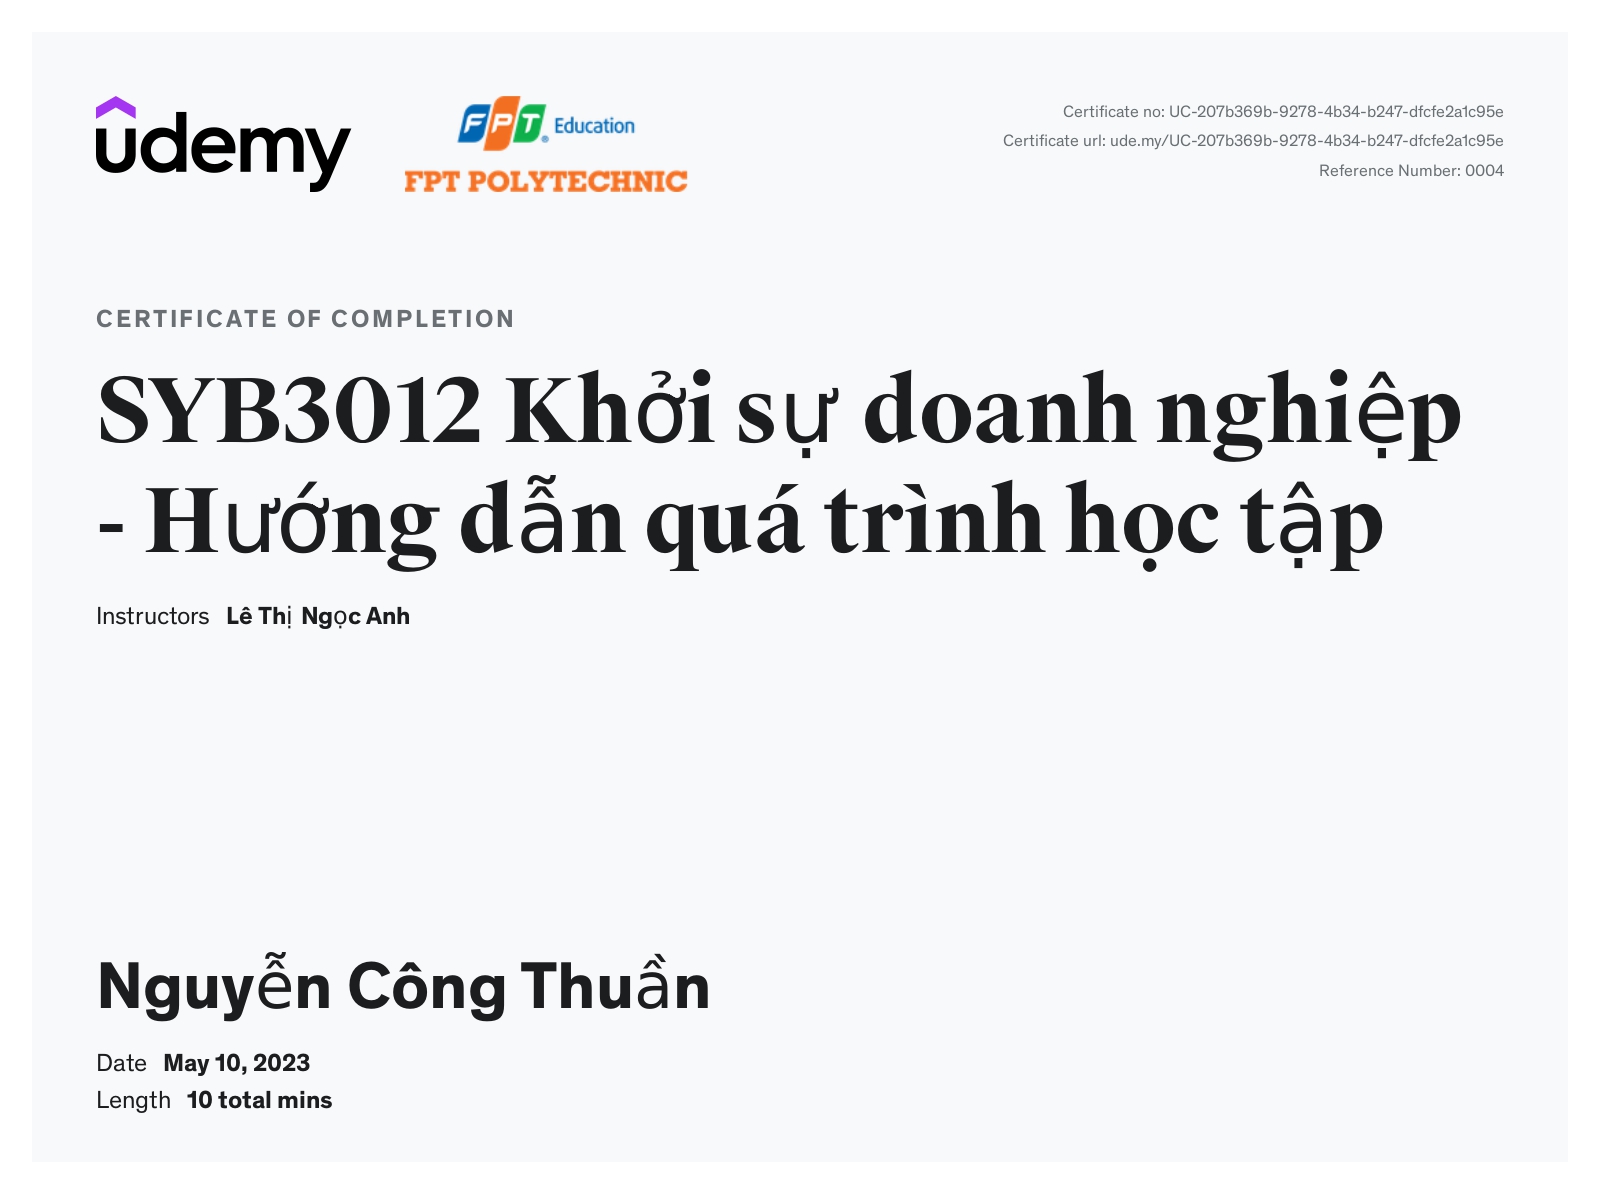 udemy
FPT Education
FPT POLYTECHNIC
Certificate no: UC-207b369b-9278-4b34-b247-dfcfe2a1c95e
Certificate url: ude.my/UC-207b369b-9278-4b34-b247-dfcfe2a1c95e
Reference Number: 0004
CERTIFICATE OF COMPLETION
SYB3012 Khởi sự doanh nghiệp
- Hướng dẫn quá trình học tập
Instructors Lê Thị Ngọc Anh
Nguyễn Công Thuần
Date May 10, 2023
Length 10 total mins